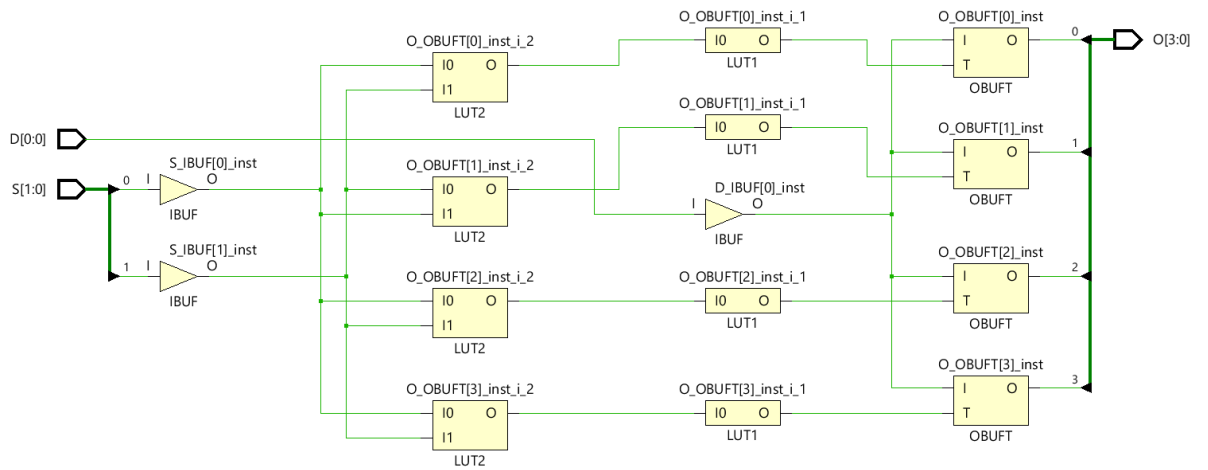 O_OBUFT[0]_inst_i_2
I0 O
I1
LUT2
O_OBUFT[0]_inst_i_1
I0 O
LUT1
O_OBUFT[0]_inst
I O
T
OBUFT
0
O[3:0]
D[0:0]
S[1:0]
0
I
S_IBUF[0]_inst
O
IBUF
1
I
S_IBUF[1]_inst
O
IBUF
O_OBUFT[1]_inst_i_2
I0 O
I1
LUT2
O_OBUFT[1]_inst_i_1
I0 O
LUT1
O_OBUFT[1]_inst
I O
T
OBUFT
1
D_IBUF[0]_inst
I
O
IBUF
O_OBUFT[2]_inst_i_2
I0 O
I1
LUT2
O_OBUFT[2]_inst_i_1
I0 O
LUT1
O_OBUFT[2]_inst
I O
T
OBUFT
2
O_OBUFT[3]_inst_i_2
I0 O
I1
LUT2
O_OBUFT[3]_inst_i_1
I0 O
LUT1
O_OBUFT[3]_inst
I O
T
OBUFT
3